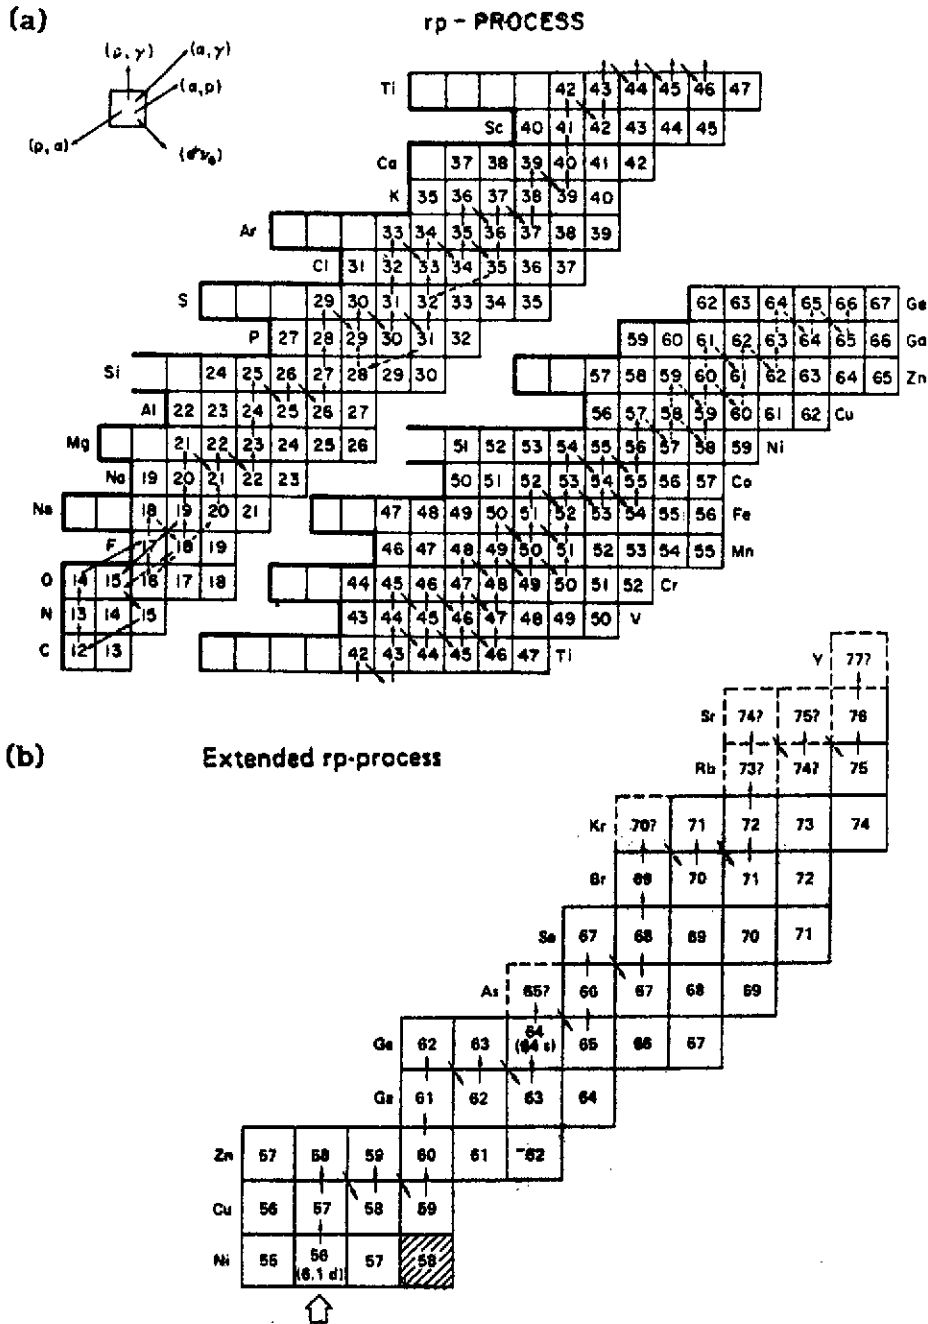 (a)
rp - PROCESS
(p, γ)
(α, γ)
(α, p)
(p, α)
Ti 42 43 44 45 46 47
Sc 40 41 42 43 44 45
Ca 37 38 39 40 41 42
K 35 36 37 38 39 40
Ar 33 34 35 36 37 38 39
Cl 31 32 33 34 35 36 37
S 29 30 31 32 33 34 35
62 63 64 65 66 67 Ge
P 27 28 29 30 31 32
59 60 61 62 63 64 65 66 Ga
Si 24 25 26 27 28 29 30
57 58 59 60 61 62 63 64 65 Zn
Al 22 23 24 25 26 27
56 57 58 59 60 61 62 Cu
Mg 21 22 23 24 25 26
51 52 53 54 55 56 57 58 59 Ni
Na 19 20 21 22 23
50 51 52 53 54 55 56 57 Co
Ne 18 19 20 21
47 48 49 50 51 52 53 54 55 56 Fe
F 17 18 19
46 47 48 49 50 51 52 53 54 55 Mn
O 14 15 16 17 18
44 45 46 47 48 49 50 51 52 Cr
N 13 14 15
43 44 45 46 47 48 49 50 V
C 12 13
42 43 44 45 46 47 Ti
(b)
Extended rp-process
Y 77?
Sr 74? 75? 76
Rb 73? 74? 75
Kr 70? 71 72 73 74
Br 69 70 71 72
Se 67 68 69 70 71
As 65? 66 67 68 69
Ge 62 63 64 65 66 67
(64 s)
Ga 61 62 63 64
Zn 57 58 59 60 61 62
Cu 56 57 58 59
Ni 55 56 57 58
(6.1 d)